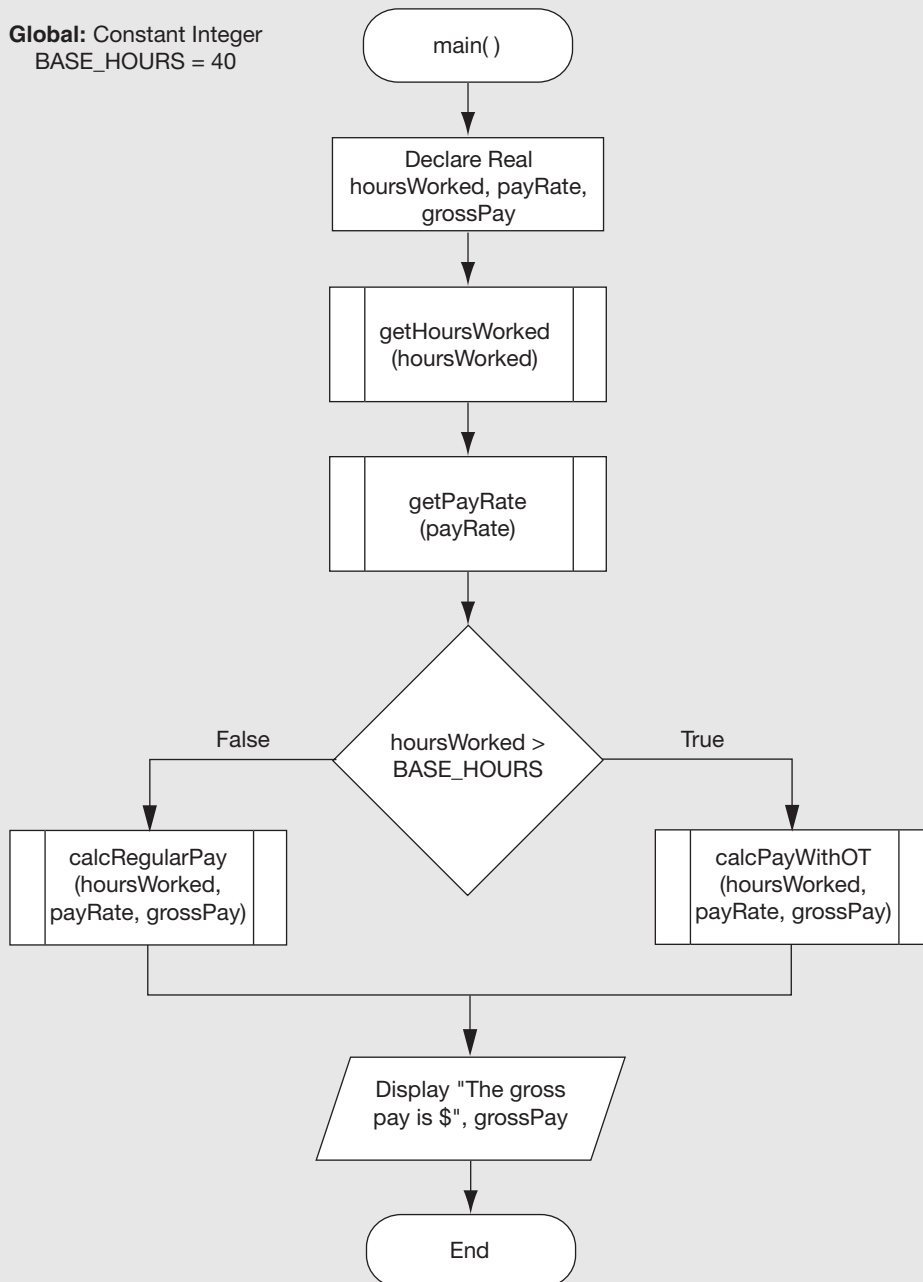 Global: Constant Integer
BASE_HOURS = 40
main( )
Declare Real
hoursWorked, payRate,
grossPay
getHoursWorked
(hoursWorked)
getPayRate
(payRate)
hoursWorked >
BASE_HOURS
False
True
calcRegularPay
(hoursWorked,
payRate, grossPay)
calcPayWithOT
(hoursWorked,
payRate, grossPay)
Display "The gross
pay is $", grossPay
End